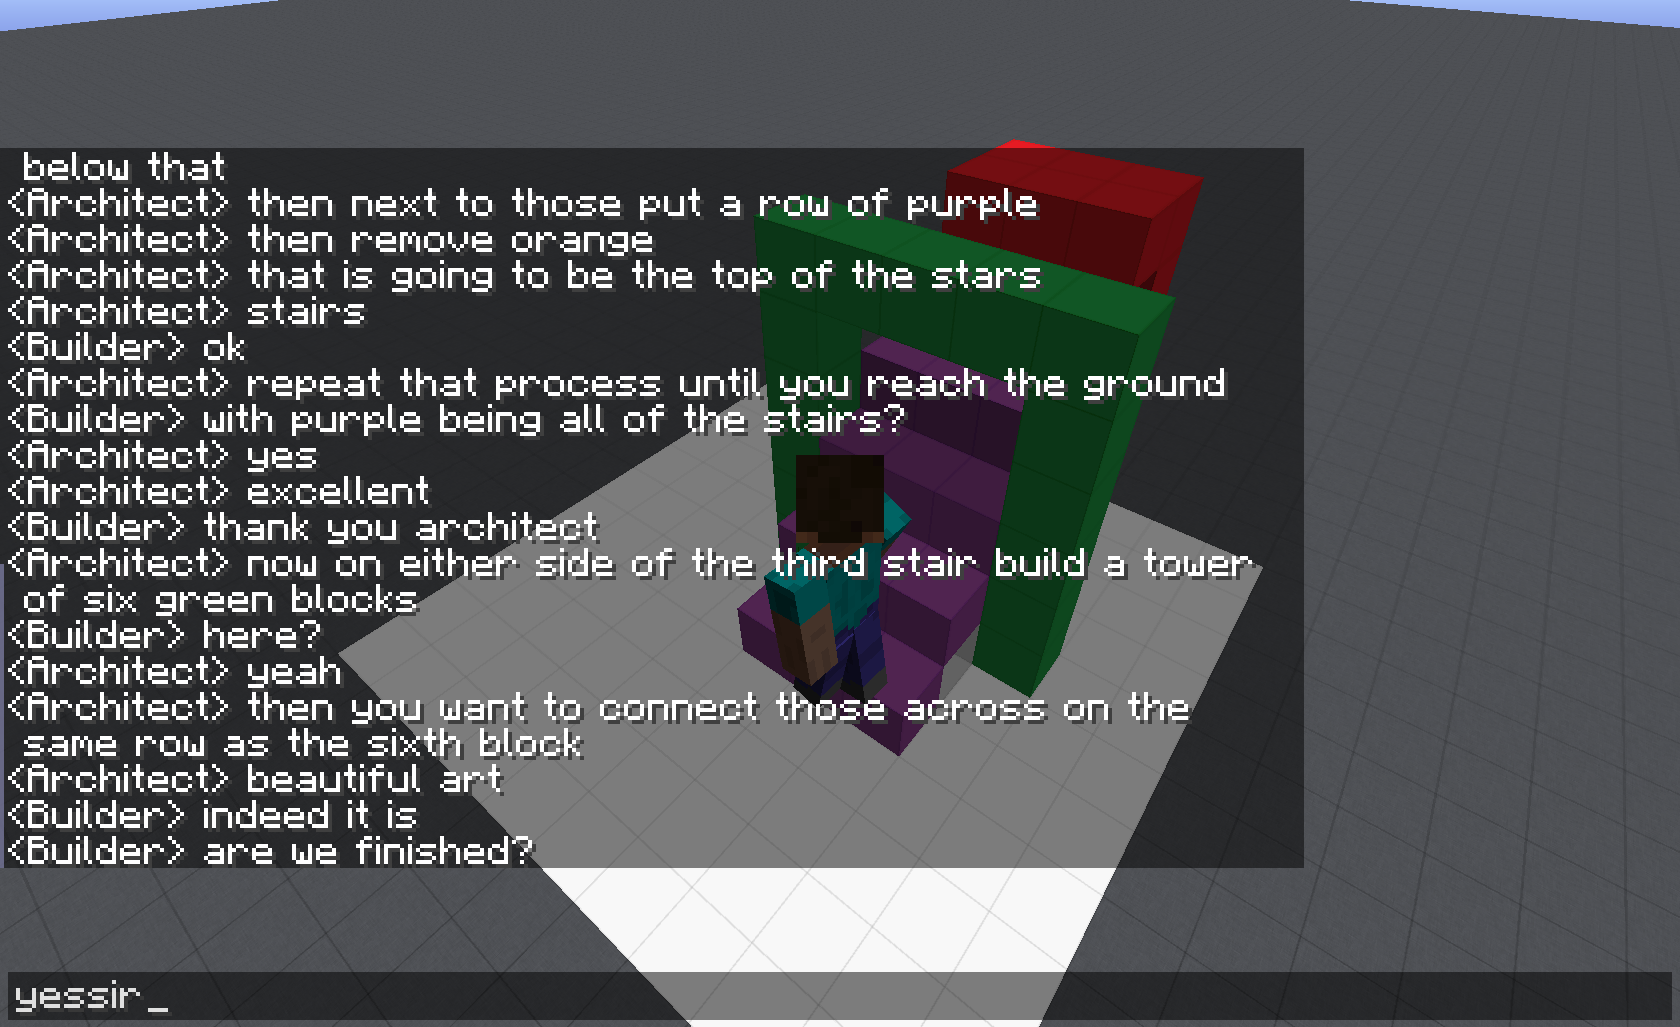 below that
<Architect> then next to those put a row of purple
<Architect> then remove orange
<Architect> that is going to be the top of the stars
<Architect> stairs
<Builder> ok
<Architect> repeat that process until you reach the ground
<Builder> with purple being all of the stairs?
<Architect> yes
<Architect> excellent
<Builder> thank you architect
<Architect> now on either side of the third stair build a tower
of six green blocks
<Builder> here?
<Architect> yeah
<Architect> then you want to connect those across on the
same row as the sixth block
<Architect> beautiful art
<Builder> indeed it is
<Builder> are we finished?
yessir_